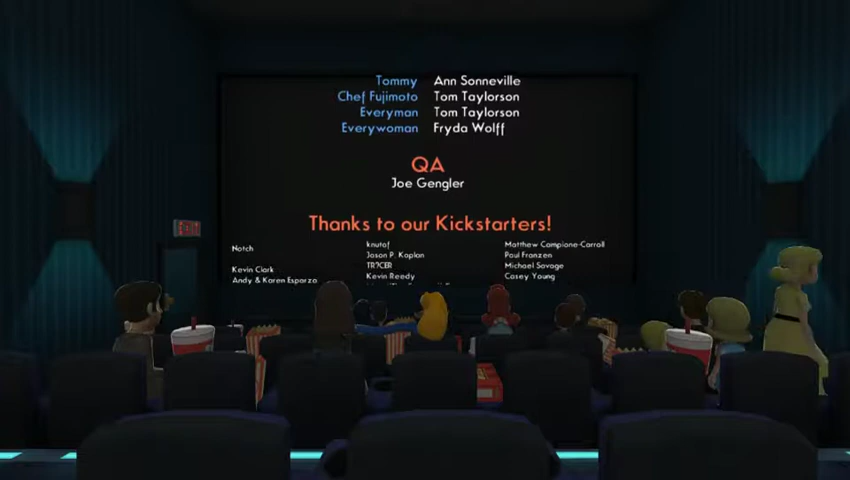 Tommy Ann Sonneville
Chef Fujimoto Tom Taylorson
Everyman Tom Taylorson
Everywoman Fryda Wolff
QA
Joe Gengler
Thanks to our Kickstarters!
Notch
Kevin Clark
Andy & Karen Esparza
knutaf
Jason P. Kaplan
TR?CER
Kevin Reedy
Matthew Campione-Carroll
Paul Franzen
Michael Savage
Casey Young
EXIT